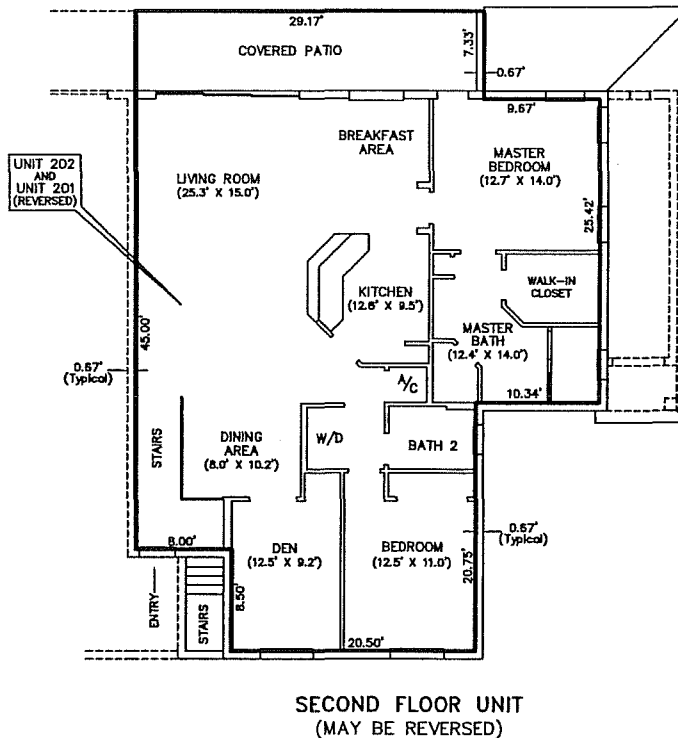 29.17'
COVERED PATIO
7.33'
0.67'
9.67'
BREAKFAST
AREA
MASTER
BEDROOM
(12.7' X 14.0')
UNIT 202
AND
UNIT 201
(REVERSED)
LIVING ROOM
(25.3' X 15.0')
25.42'
WALK-IN
CLOSET
KITCHEN
(12.6' X 9.5')
45.00'
MASTER
BATH
(12.4' X 14.0')
0.67'
(Typical)
A/C
10.34'
STAIRS
DINING
AREA
(8.0' X 10.2')
W/D
BATH 2
8.00'
DEN
(12.5' X 9.2')
BEDROOM
(12.5' X 11.0')
0.67'
(Typical)
20.75'
8.50'
ENTRY
STAIRS
20.50'
SECOND FLOOR UNIT
(MAY BE REVERSED)